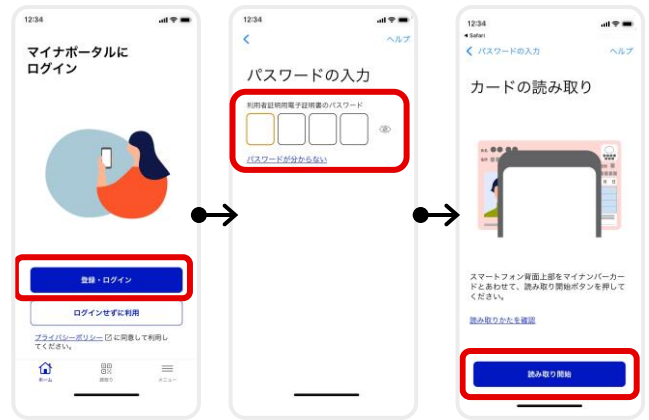 12:34
マイナポータルに
ログイン
登録・ログイン
ログインせずに利用
プライバシーポリシー に同意して利用し
てください。
ホーム
メニュー
12:34
ヘルプ
パスワードの入力
利用者証明用電子証明書のパスワード
パスワードが分からない
12:34
Safari
パスワードの入力 ヘルプ
カードの読み取り
スマートフォン背面上部をマイナンバーカー
ドとあわせて、読み取り開始ボタンを押して
ください。
読み取りかたを確認
読み取り開始